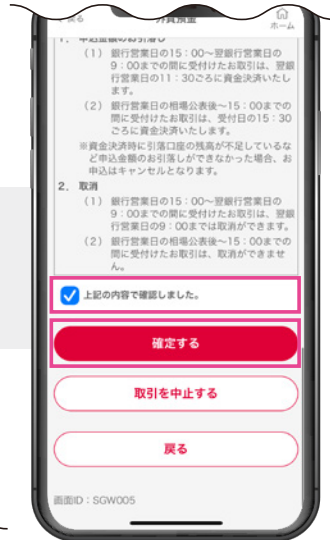 戻る 外貨預金 ホーム
1. 申込金額のお引落し
(1) 銀行営業日の15：00～翌銀行営業日の
9：00までの間に受付けたお取引は、翌銀
行営業日の11：30ごろに資金決済いたし
ます。
(2) 銀行営業日の相場公表後～15：00までの
間に受付けたお取引は、受付日の15：30
ごろに資金決済いたします。
※資金決済時に引落口座の残高が不足しているな
ど申込金額のお引落しができなかった場合、お
申込はキャンセルとなります。
2. 取消
(1) 銀行営業日の15：00～翌銀行営業日の
9：00までの間に受付けたお取引は、翌銀
行営業日の9：00までは取消ができます。
(2) 銀行営業日の相場公表後～15：00までの
間に受付けたお取引は、取消ができませ
ん。
上記の内容で確認しました。
確定する
取引を中止する
戻る
画面ID：SGW005